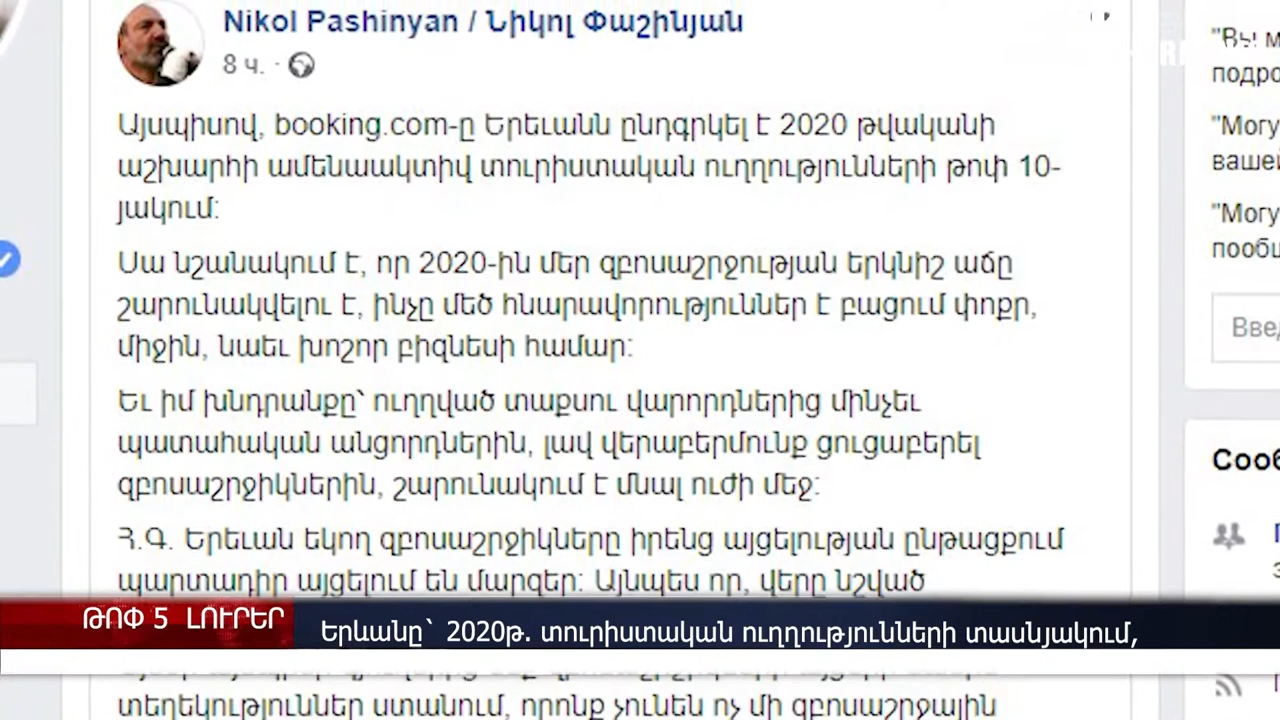 Nikol Pashinyan / Նիկոլ Փաշինյան
8 ч. ·
Այսպիսով, booking.com-ը Երեւանն ընդգրկել է 2020 թվականի
աշխարհի ամենաակտիվ տուրիստական ուղղությունների թոփ 10-
յակում:
Սա նշանակում է, որ 2020-ին մեր զբոսաշրջության երկնիշ աճը
շարունակվելու է, ինչը մեծ հնարավորություններ է բացում փոքր,
միջին, նաեւ խոշոր բիզնեսի համար:
Եւ իմ խնդրանքը՝ ուղղված տաքսու վարորդներից մինչեւ
պատահական անցորդներին, լավ վերաբերմունք ցուցաբերել
զբոսաշրջիկներին, շարունակում է մնալ ուժի մեջ:
Հ.Գ. Երեւան եկող զբոսաշրջիկները իրենց այցելության ընթացքում
պարտադիր այցելում են մարզեր: Այնպես որ, վերը նշված
տեղեկություններ ստանում, որոնք չունեն ոչ մի զբոսաշրջային
"Вы м
подро
"Могу
вашей
"Могу
пообщ
Введ
Сооб
ԹՈՓ 5 ԼՈՒՐԵՐ
Երևանը` 2020թ. տուրիստական ուղղությունների տասնյակում,